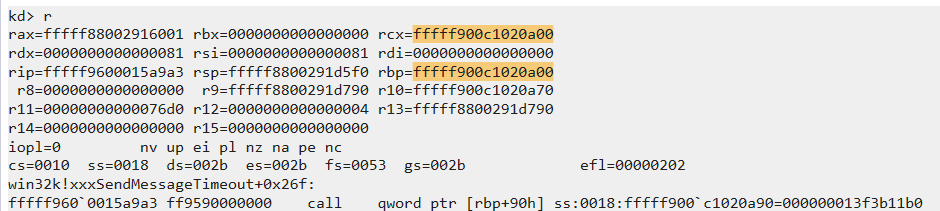 kd> r
rax=fffff88002916001 rbx=0000000000000000 rcx=fffff900c1020a00
rdx=0000000000000081 rsi=0000000000000081 rdi=0000000000000000
rip=fffff9600015a9a3 rsp=fffff8800291d5f0 rbp=fffff900c1020a00
 r8=0000000000000000  r9=fffff8800291d790 r10=fffff900c1020a70
r11=00000000000076d0 r12=0000000000000004 r13=fffff8800291d790
r14=0000000000000000 r15=0000000000000000
iopl=0         nv up ei pl nz na pe nc
cs=0010  ss=0018  ds=002b  es=002b  fs=0053  gs=002b             efl=00000202
win32k!xxxSendMessageTimeout+0x26f:
fffff960`0015a9a3 ff9590000000    call    qword ptr [rbp+90h] ss:0018:fffff900`c1020a90=000000013f3b11b0